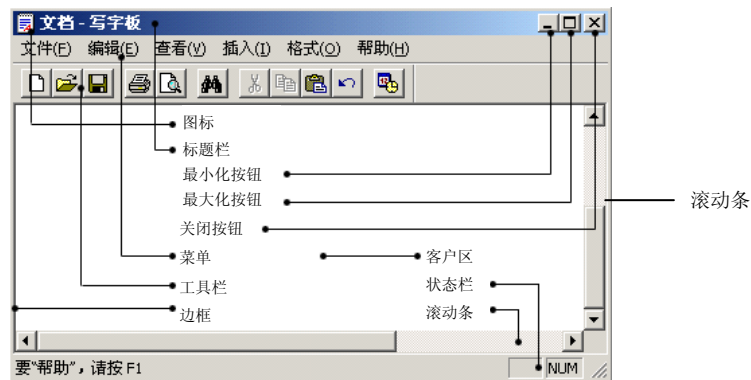 文档 - 写字板
文件(F) 编辑(E) 查看(V) 插入(I) 格式(O) 帮助(H)
图标
标题栏
最小化按钮
最大化按钮
滚动条
关闭按钮
菜单 客户区
工具栏 状态栏
边框 滚动条
要“帮助”，请按 F1 NUM